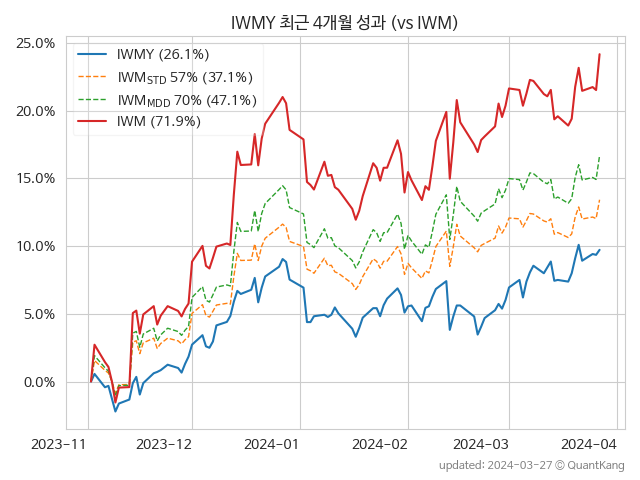 IWMY 최근 4개월 성과 (vs IWM)
25.0%
20.0%
15.0%
10.0%
5.0%
0.0%
IWMY (26.1%)
IWM_STD 57% (37.1%)
IWM_MDD 70% (47.1%)
IWM (71.9%)
2023-11
2023-12
2024-01
2024-02
2024-03
2024-04
updated: 2024-03-27 © QuantKang